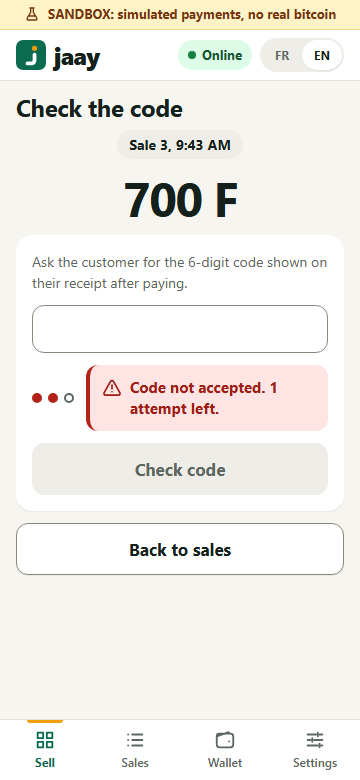 SANDBOX: simulated payments, no real bitcoin
jaay
Online
FR
EN
Check the code
Sale 3, 9:43 AM
700 F
Ask the customer for the 6-digit code shown on
their receipt after paying.
Code not accepted. 1
attempt left.
Check code
Back to sales
Sell
Sales
Wallet
Settings